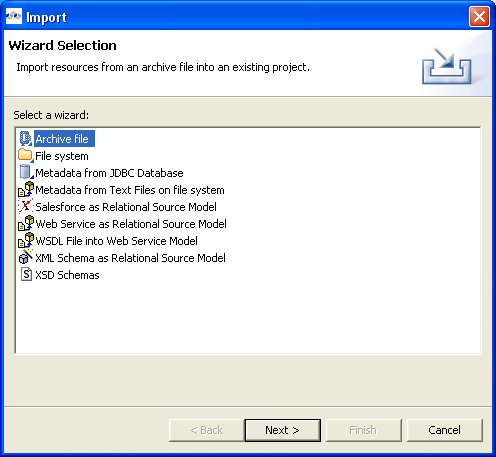 Import
Wizard Selection
Import resources from an archive file into an existing project.
Select a wizard:
Archive file
File system
Metadata from JDBC Database
Metadata from Text Files on file system
Salesforce as Relational Source Model
Web Service as Relational Source Model
WSDL File into Web Service Model
XML Schema as Relational Source Model
XSD Schemas
< Back
Next >
Finish
Cancel